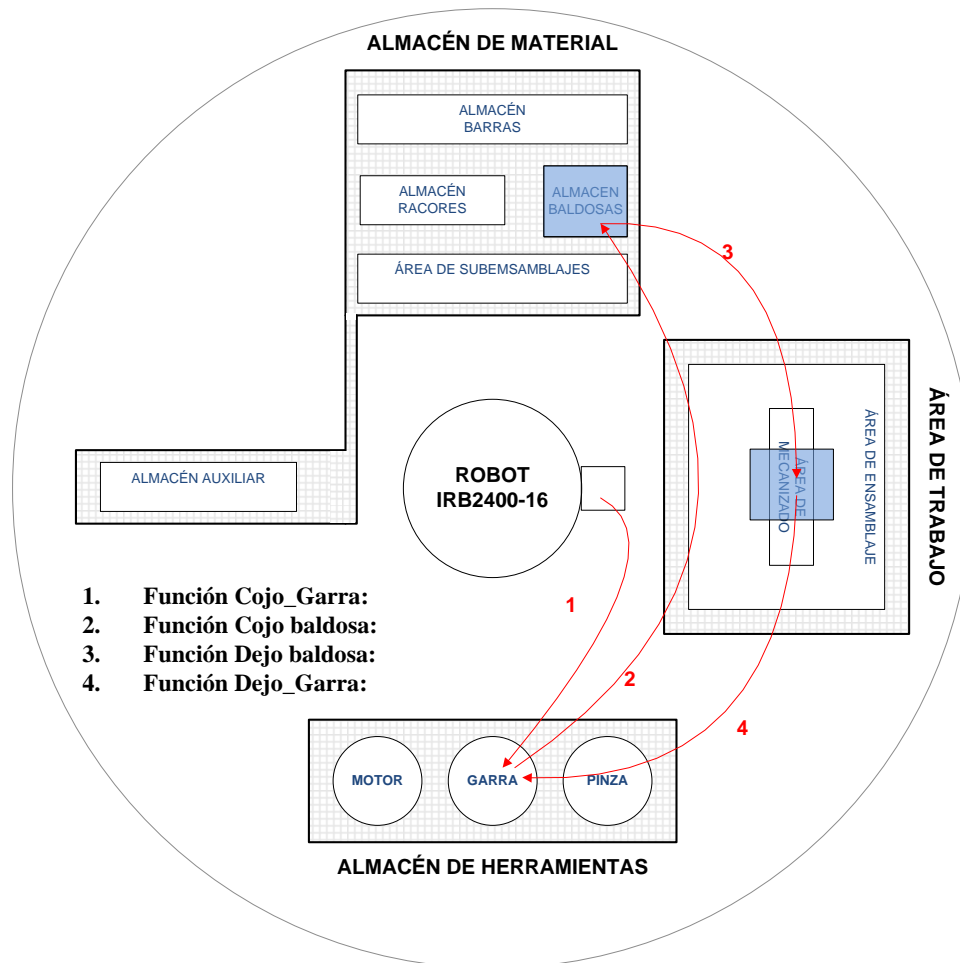 ALMACÉN DE MATERIAL
ALMACÉN
BARRAS
ALMACÉN
RACORES
ALMACEN
BALDOSAS
ÁREA DE SUBEMSAMBLAJES
3
ÁREA DE TRABAJO
ÁREA DE ENSAMBLAJE
ÁREA DE
MECANIZADO
ALMACÉN AUXILIAR
ROBOT
IRB2400-16
1. Función Cojo_Garra:
2. Función Cojo baldosa:
3. Función Dejo baldosa:
4. Función Dejo_Garra:
1
2
4
MOTOR
GARRA
PINZA
ALMACÉN DE HERRAMIENTAS